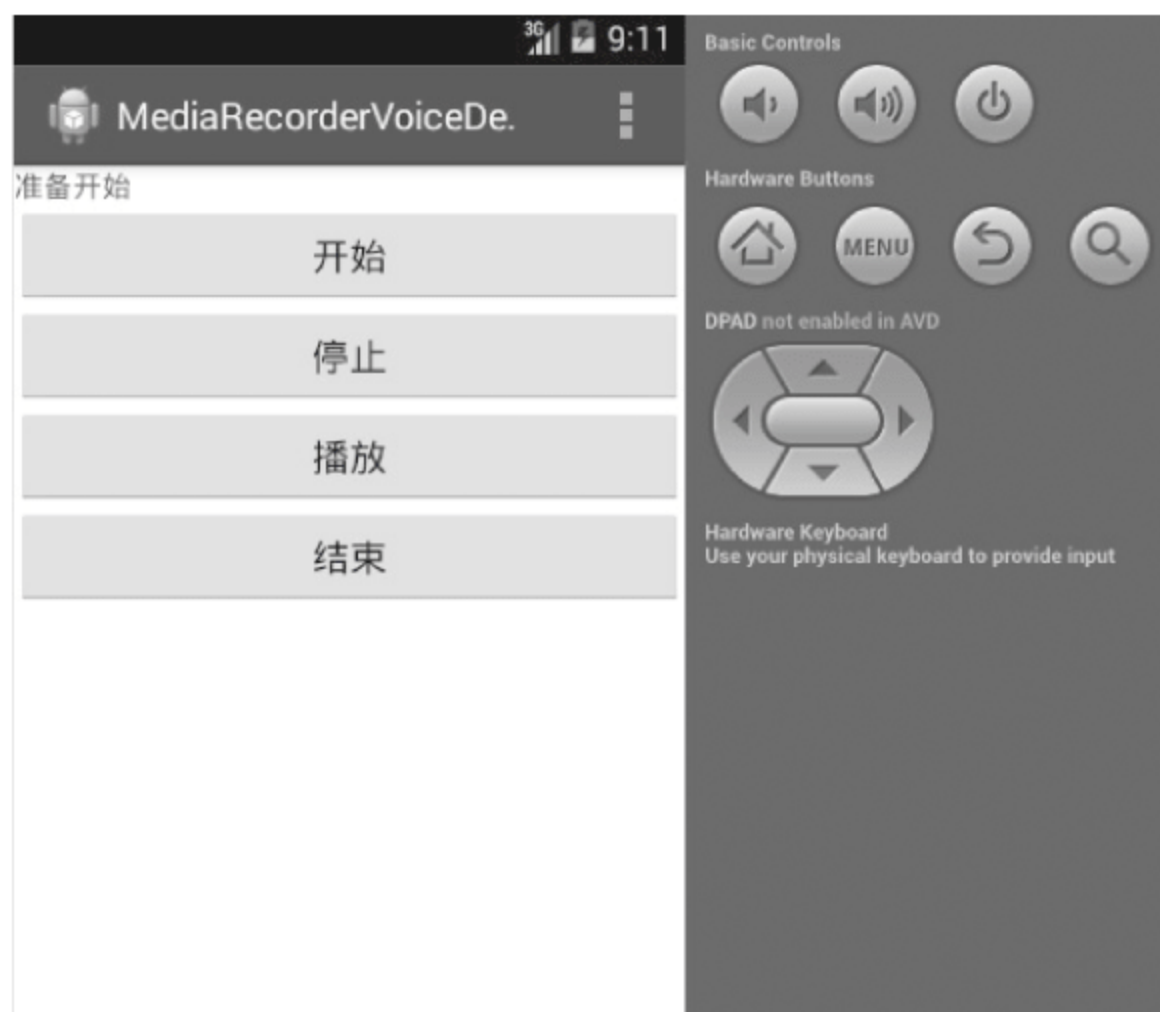 3G 9:11
MediaRecorderVoiceDe.
准备开始
开始
停止
播放
结束
Basic Controls
Hardware Buttons
MENU
DPAD not enabled in AVD
Hardware Keyboard
Use your physical keyboard to provide input